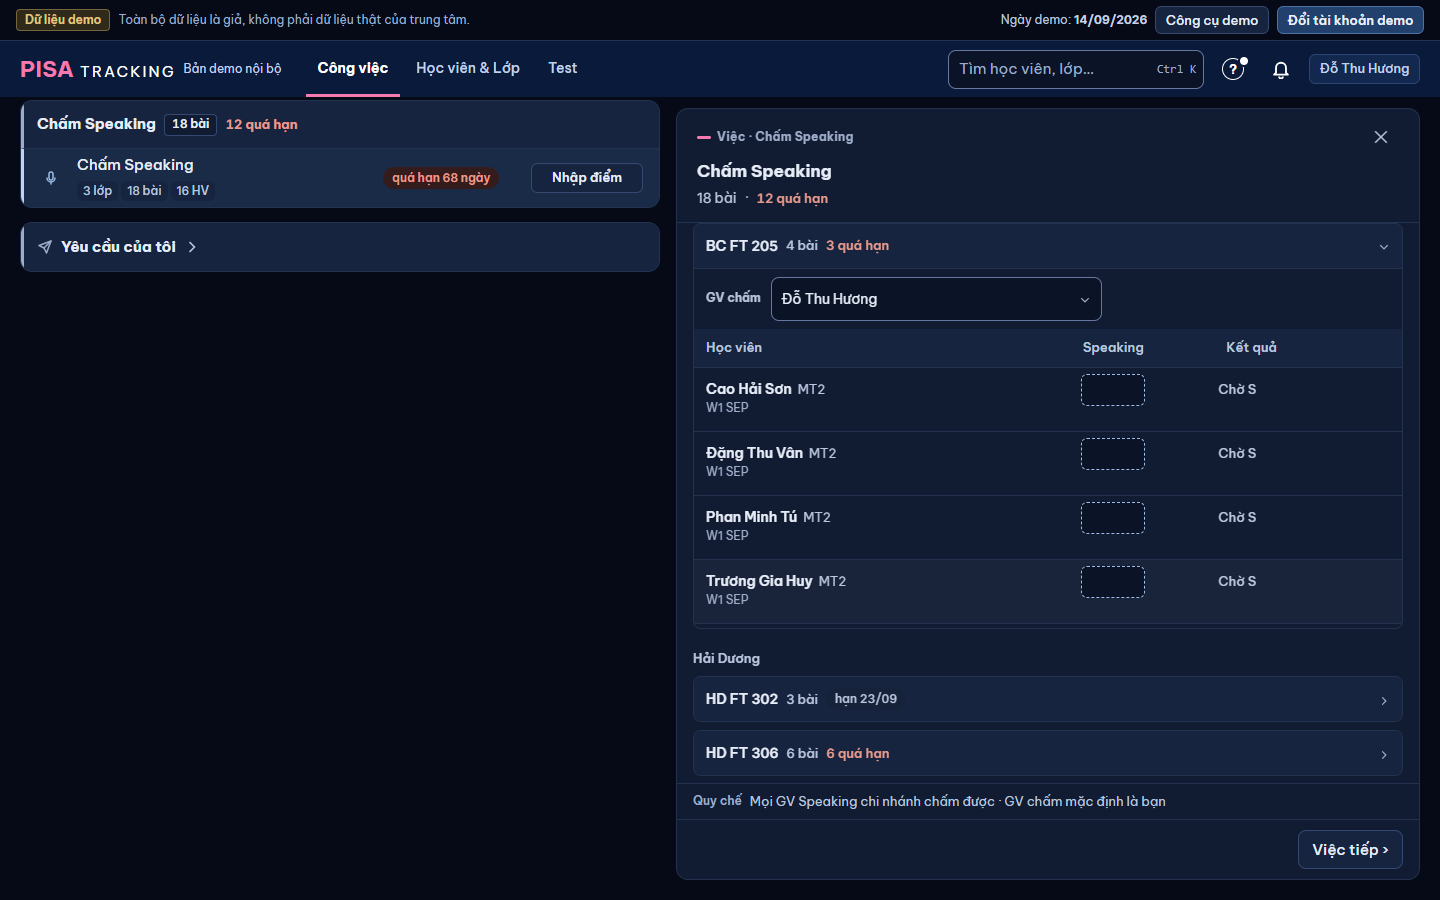 Dữ liệu demo Toàn bộ dữ liệu là giả, không phải dữ liệu thật của trung tâm. Ngày demo: 14/09/2026 Công cụ demo Đổi tài khoản demo
PISA TRACKING Bản demo nội bộ Công việc Học viên & Lớp Test Tìm học viên, lớp... Ctrl K ? Đỗ Thu Hương
Chấm Speaking 18 bài 12 quá hạn
Chấm Speaking
3 lớp 18 bài 16 HV
quá hạn 68 ngày Nhập điểm
Yêu cầu của tôi
Việc · Chấm Speaking
Chấm Speaking
18 bài · 12 quá hạn
BC FT 205 4 bài 3 quá hạn
GV chấm Đỗ Thu Hương
Học viên Speaking Kết quả
Cao Hải Sơn MT2 Chờ S
W1 SEP
Đặng Thu Vân MT2 Chờ S
W1 SEP
Phan Minh Tú MT2 Chờ S
W1 SEP
Trương Gia Huy MT2 Chờ S
W1 SEP
Hải Dương
HD FT 302 3 bài hạn 23/09
HD FT 306 6 bài 6 quá hạn
Quy chế Mọi GV Speaking chi nhánh chấm được · GV chấm mặc định là bạn
Việc tiếp ›